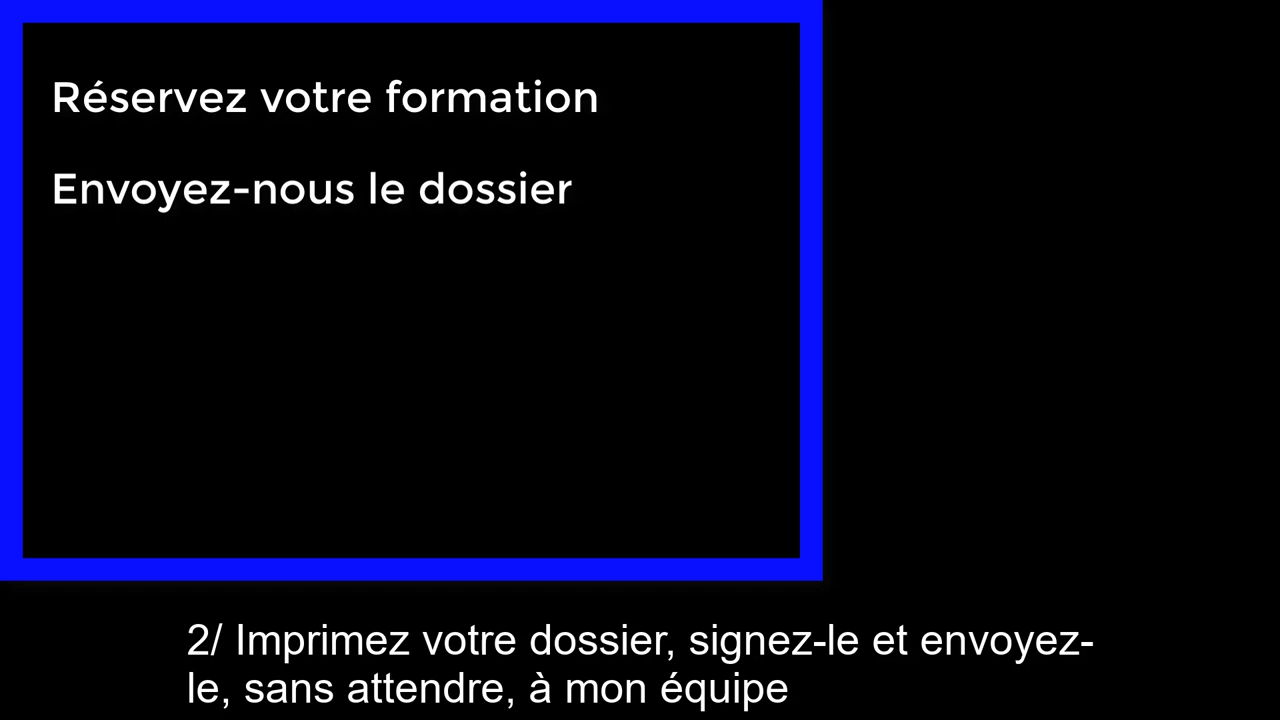 Réservez votre formation
Envoyez-nous le dossier
2/ Imprimez votre dossier, signez-le et envoyez-
le, sans attendre, à mon équipe